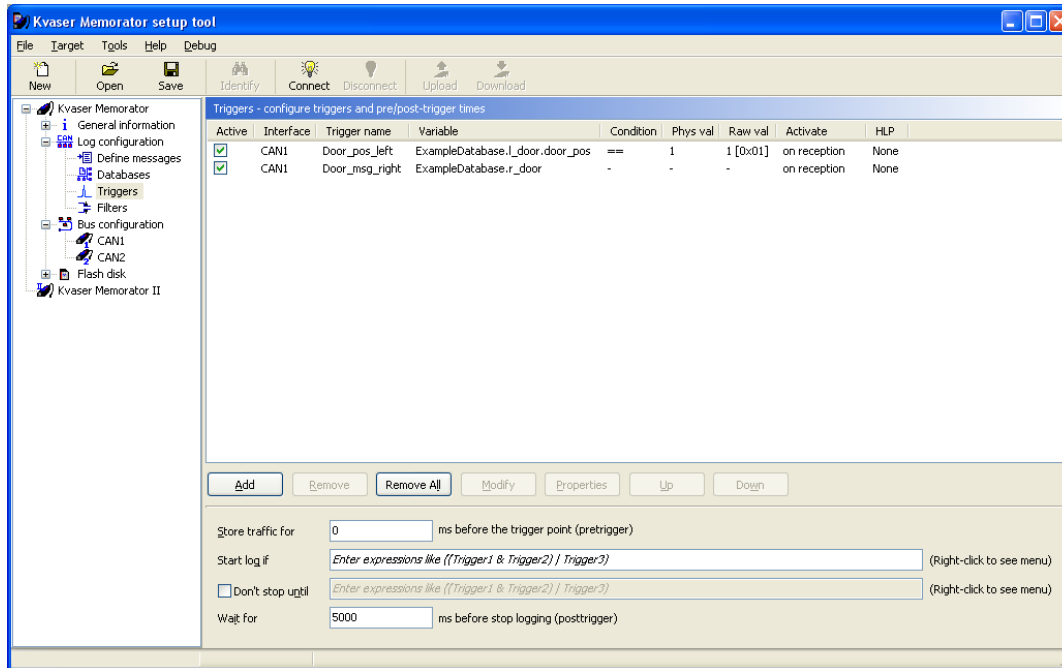 Kvaser Memorator setup tool
File Target Tools Help Debug
New Open Save Identify Connect Disconnect Upload Download
Kvaser Memorator
General information
Log configuration
Define messages
Databases
Triggers
Filters
Bus configuration
CAN1
CAN2
Flash disk
Kvaser Memorator II
Triggers - configure triggers and pre/post-trigger times
Active Interface Trigger name Variable Condition Phys val Raw val Activate HLP
CAN1 Door_pos_left ExampleDatabase.l_door.door_pos == 1 1 [0x01] on reception None
CAN1 Door_msg_right ExampleDatabase.r_door - - - on reception None
Add Remove Remove All Modify Properties Up Down
Store traffic for 0 ms before the trigger point (pretrigger)
Start log if Enter expressions like ((Trigger1 & Trigger2) | Trigger3) (Right-click to see menu)
Don't stop until Enter expressions like ((Trigger1 & Trigger2) | Trigger3) (Right-click to see menu)
Wait for 5000 ms before stop logging (posttrigger)